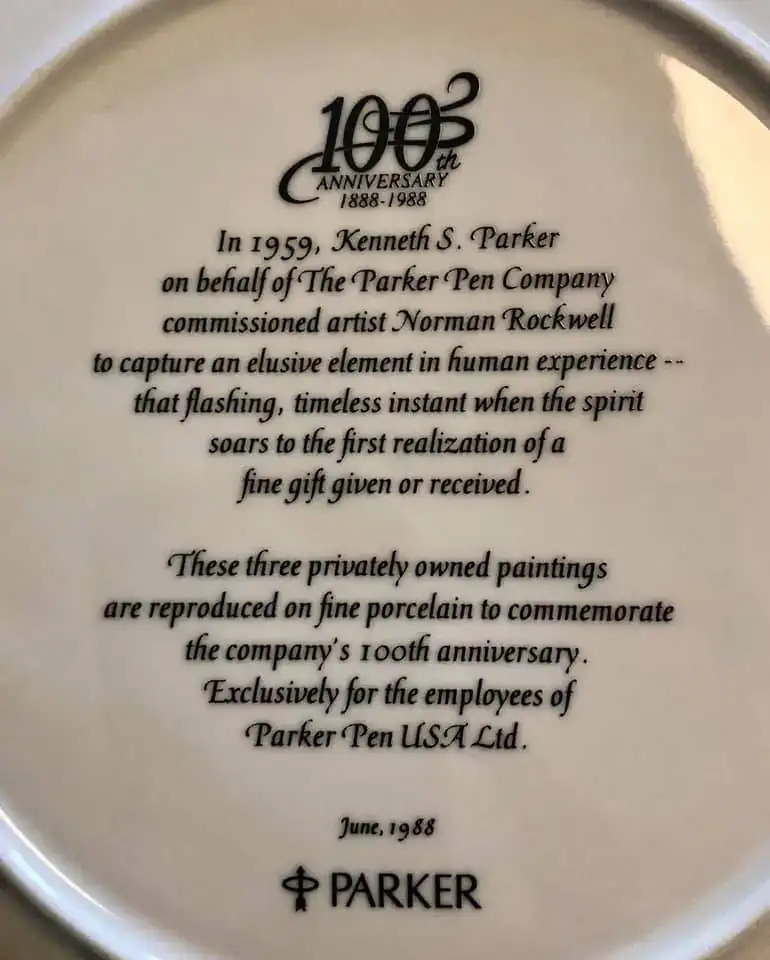 100th
ANNIVERSARY
1888-1988
In 1959, Kenneth S. Parker
on behalf of The Parker Pen Company
commissioned artist Norman Rockwell
to capture an elusive element in human experience --
that flashing, timeless instant when the spirit
soars to the first realization of a
fine gift given or received.
These three privately owned paintings
are reproduced on fine porcelain to commemorate
the company's 100th anniversary.
Exclusively for the employees of
Parker Pen USA Ltd.
June, 1988
PARKER